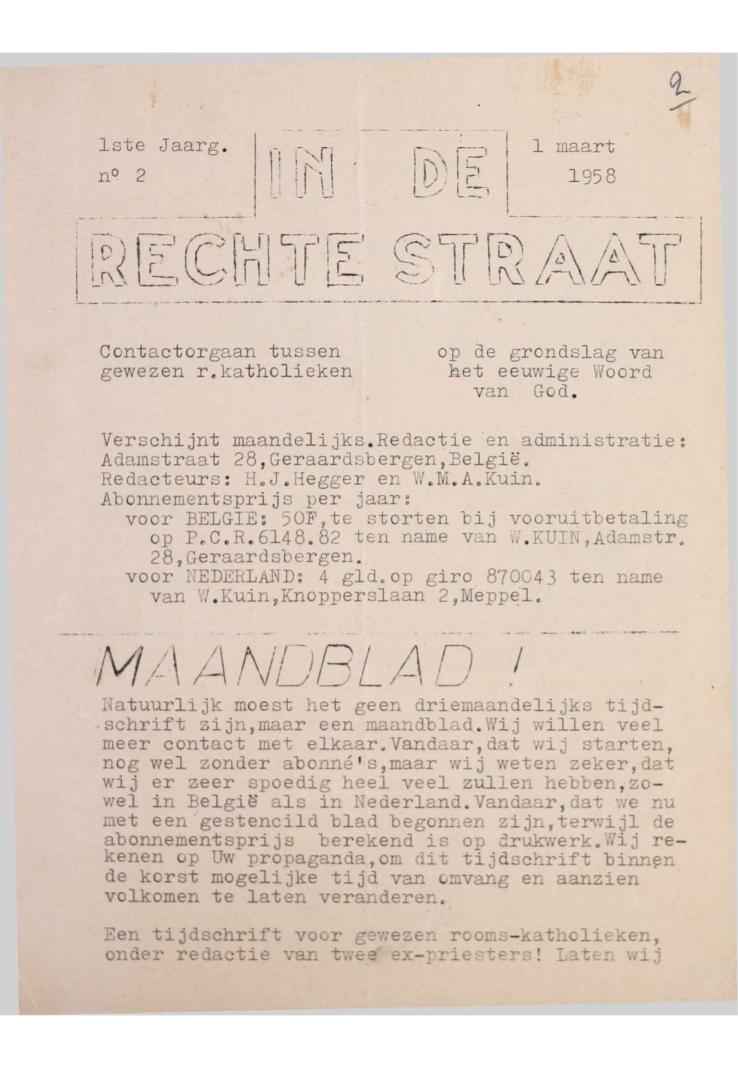 2
1ste Jaarg.
nº 2
IN DE
1 maart
1958
RECHTE STRAAT
Contactorgaan tussen
gewezen r.katholieken
op de grondslag van
het eeuwige Woord
van God.
Verschijnt maandelijks.Redactie en administratie:
Adamstraat 28,Geraardsbergen,België.
Redacteurs: H.J.Hegger en W.M.A.Kuin.
Abonnementsprijs per jaar:
voor BELGIE: 50F,te storten bij vooruitbetaling
op P.C.R.6148.82 ten name van W.KUIN,Adamstr.
28,Geraardsbergen.
voor NEDERLAND: 4 gld.op giro 870043 ten name
van W.Kuin,Knopperslaan 2,Meppel.
MAANDBLAD !
Natuurlijk moest het geen driemaandelijks tijd-
schrift zijn,maar een maandblad.Wij willen veel
meer contact met elkaar.Vandaar,dat wij starten,
nog wel zonder abonné's,maar wij weten zeker,dat
wij er zeer spoedig heel veel zullen hebben,zo-
wel in België als in Nederland.Vandaar,dat we nu
met een gestencild blad begonnen zijn,terwijl de
abonnementsprijs berekend is op drukwerk.Wij re-
kenen op Uw propaganda,om dit tijdschrift binnen
de korst mogelijke tijd van omvang en aanzien
volkomen te laten veranderen.
Een tijdschrift voor gewezen rooms-katholieken,
onder redactie van twee ex-priesters! Laten wij